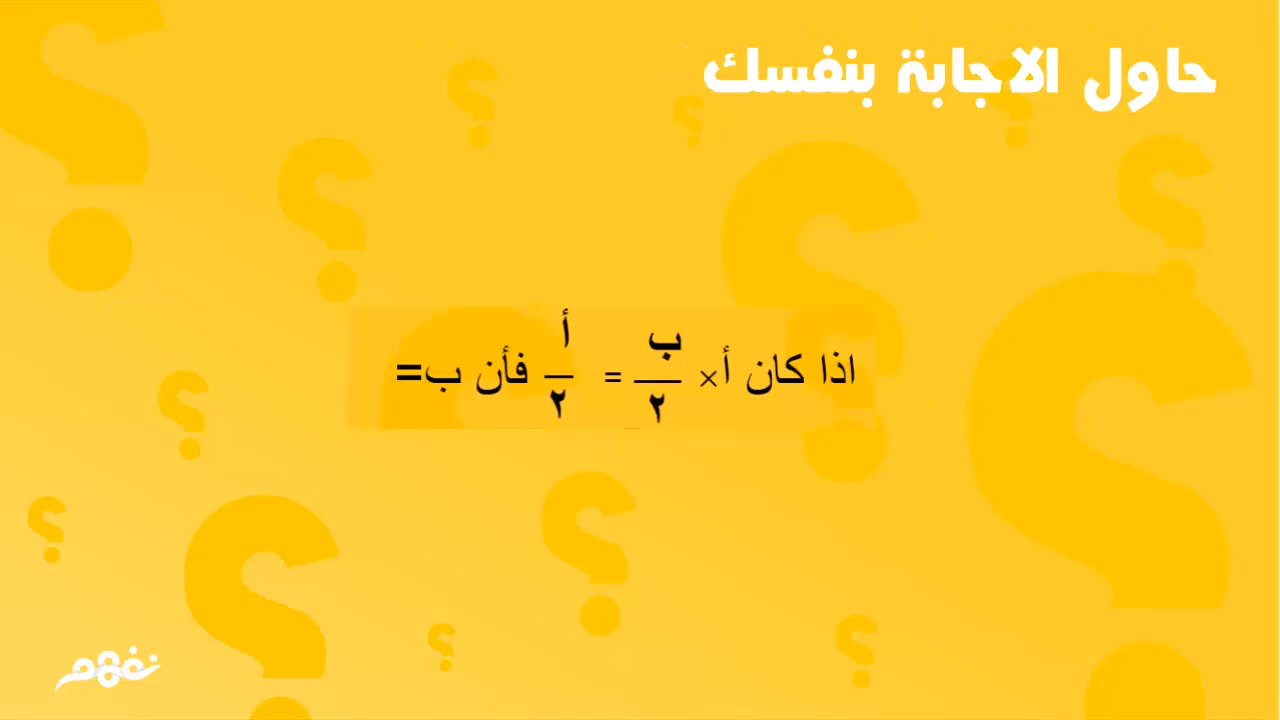 حاول الاجابة بنفسك
اذا كان أ× ب/٢ = أ/٢ فأن ب=
نفهم